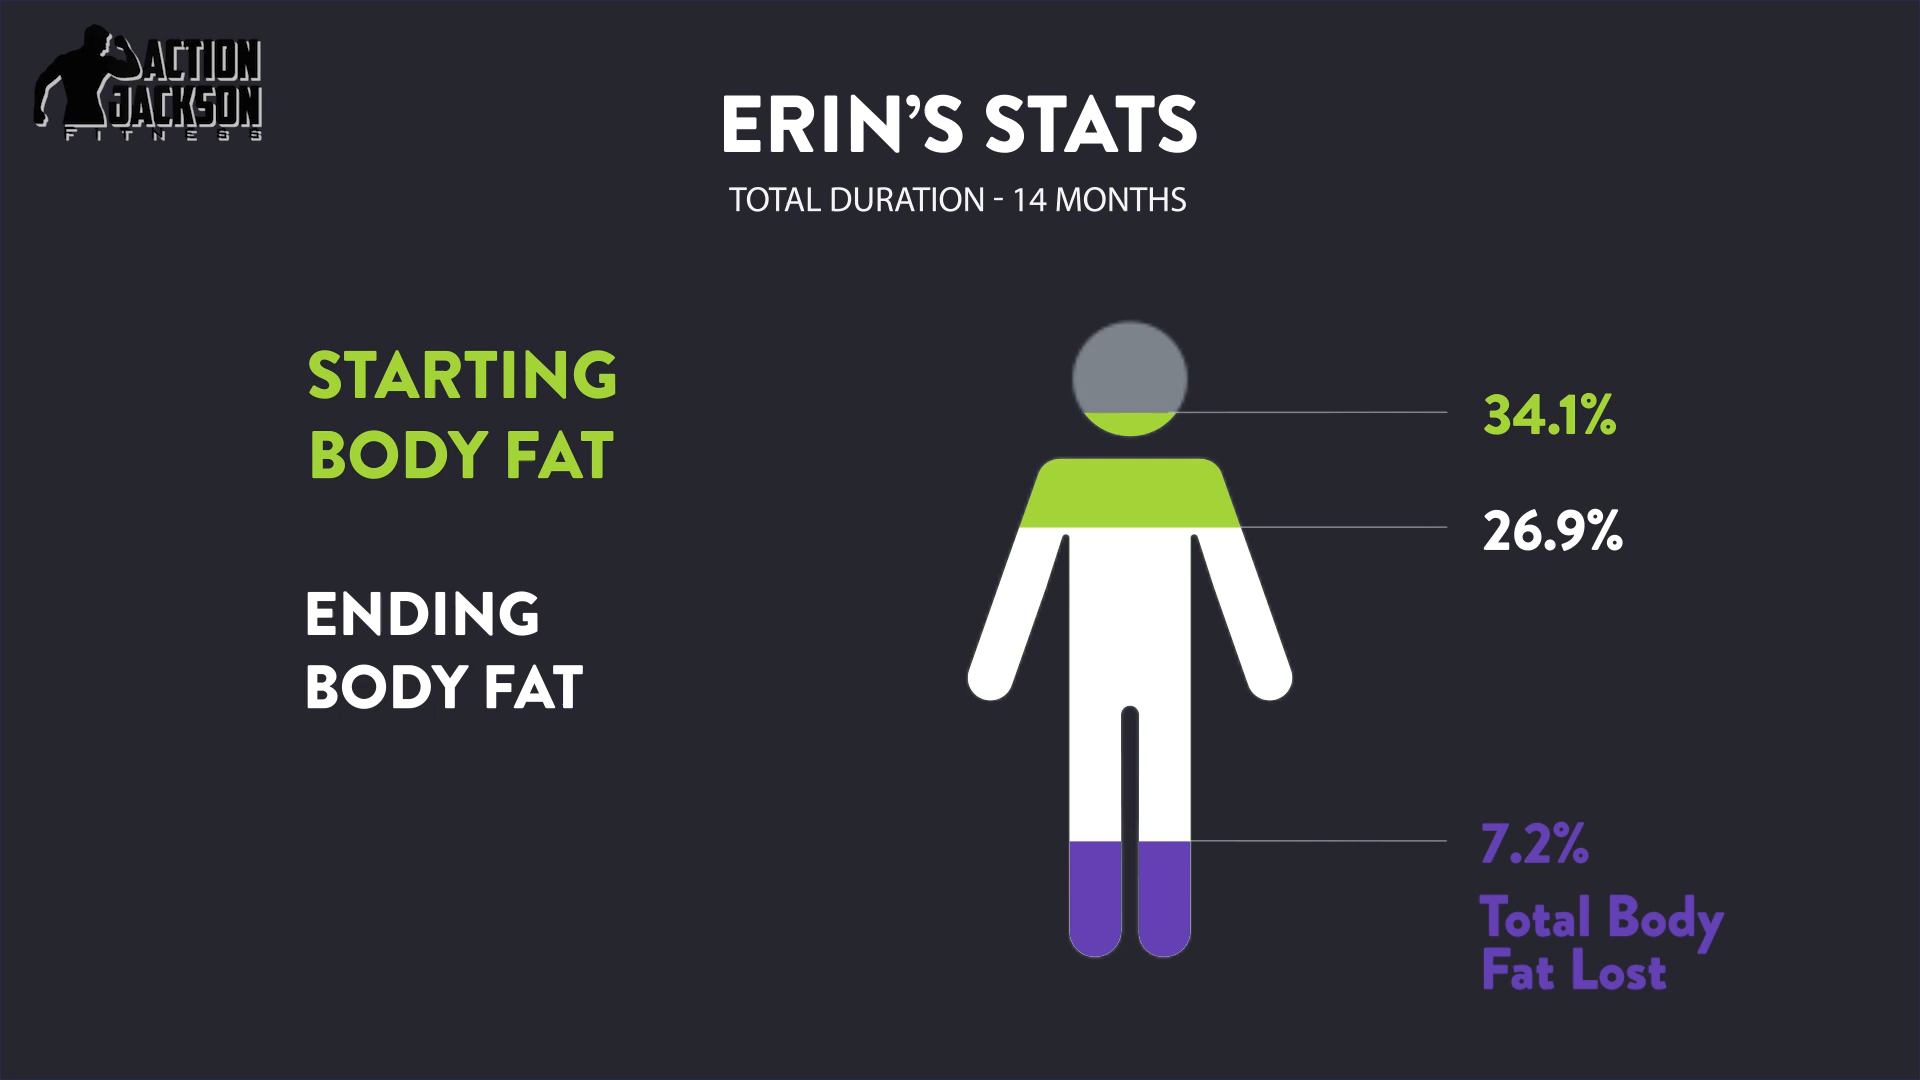 ACTION
JACKSON
FITNESS
ERIN’S STATS
TOTAL DURATION - 14 MONTHS
STARTING
BODY FAT
ENDING
BODY FAT
34.1%
26.9%
7.2%
Total Body
Fat Lost